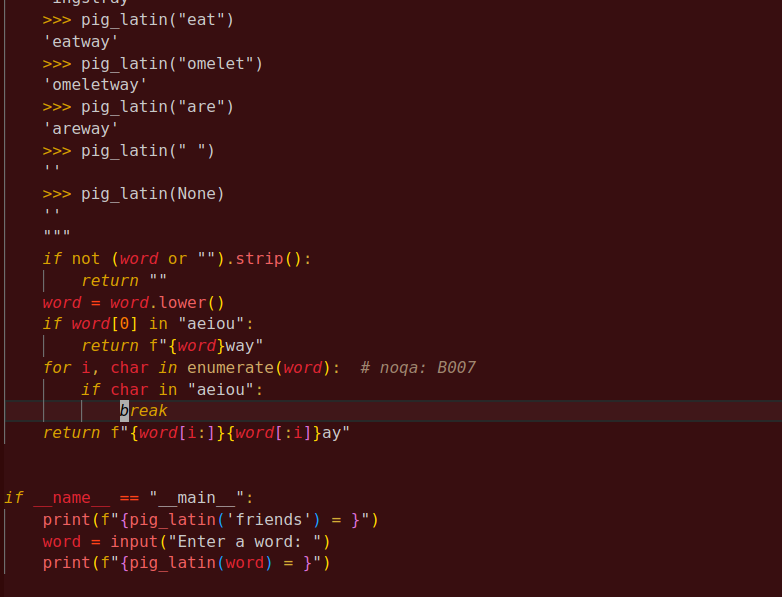 'ingstray'
>>> pig_latin("eat")
'eatway'
>>> pig_latin("omelet")
'omeletway'
>>> pig_latin("are")
'areway'
>>> pig_latin(" ")
''
>>> pig_latin(None)
''
"""
if not (word or "").strip():
return ""
word = word.lower()
if word[0] in "aeiou":
return f"{word}way"
for i, char in enumerate(word):  # noqa: B007
if char in "aeiou":
break
return f"{word[i:]}{word[:i]}ay"
if __name__ == "__main__":
print(f"{pig_latin('friends') = }")
word = input("Enter a word: ")
print(f"{pig_latin(word) = }")